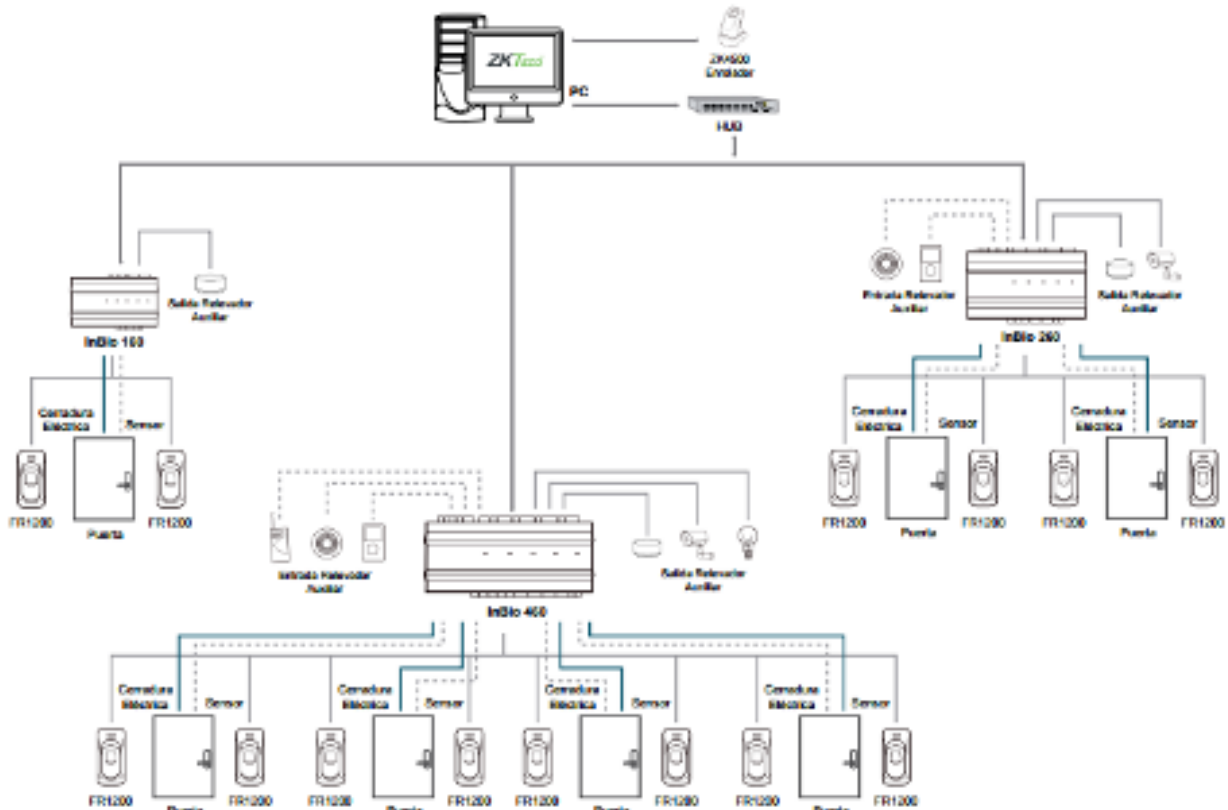 ZKTeco
PC
ZK4500
Enrolador
HUB
Salida Relevador
Auxiliar
InBio 160
Cerradura
Eléctrica
Sensor
FR1200
Puerta
FR1200
Entrada Relevador
Auxiliar
Salida Relevador
Auxiliar
InBio 260
Cerradura
Eléctrica
Sensor
Cerradura
Eléctrica
Sensor
FR1200
Puerta
FR1200
FR1200
Puerta
FR1200
Entrada Relevador
Auxiliar
Salida Relevador
Auxiliar
InBio 460
Cerradura
Eléctrica
Sensor
Cerradura
Eléctrica
Sensor
Cerradura
Eléctrica
Sensor
Cerradura
Eléctrica
Sensor
FR1200
Puerta
FR1200
FR1200
Puerta
FR1200
FR1200
Puerta
FR1200
FR1200
Puerta
FR1200